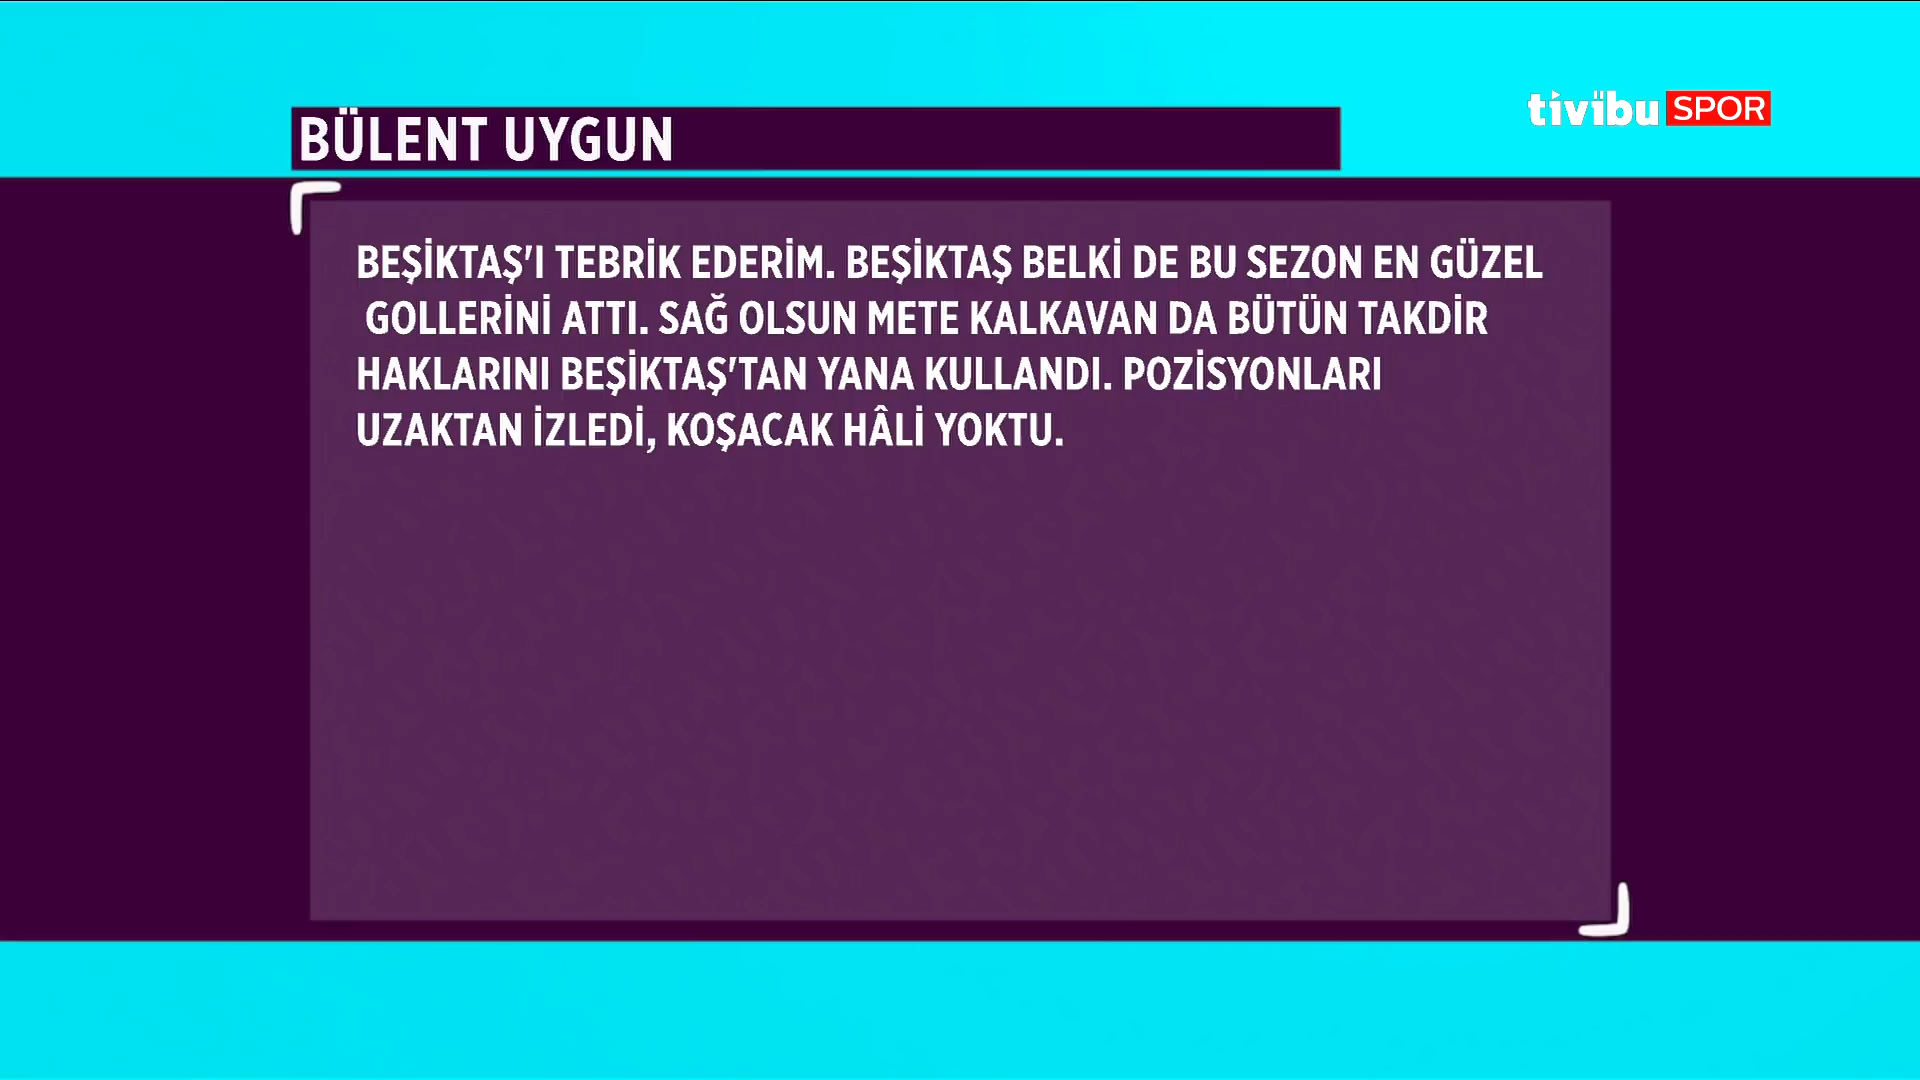 tivibu SPOR
BÜLENT UYGUN
BEŞİKTAŞ'I TEBRİK EDERİM. BEŞİKTAŞ BELKİ DE BU SEZON EN GÜZEL
GOLLERİNİ ATTI. SAĞ OLSUN METE KALKAVAN DA BÜTÜN TAKDİR
HAKLARINI BEŞİKTAŞ'TAN YANA KULLANDI. POZİSYONLARI
UZAKTAN İZLEDİ, KOŞACAK HÂLİ YOKTU.